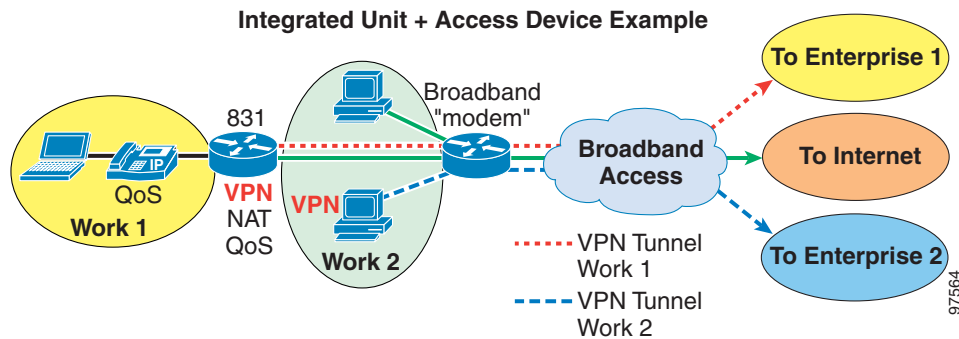 Integrated Unit + Access Device Example
To Enterprise 1
Broadband
"modem"
831
IP
QoS
Work 1
VPN
NAT
QoS
VPN
Work 2
Broadband
Access
To Internet
To Enterprise 2
VPN Tunnel
Work 1
VPN Tunnel
Work 2
97564